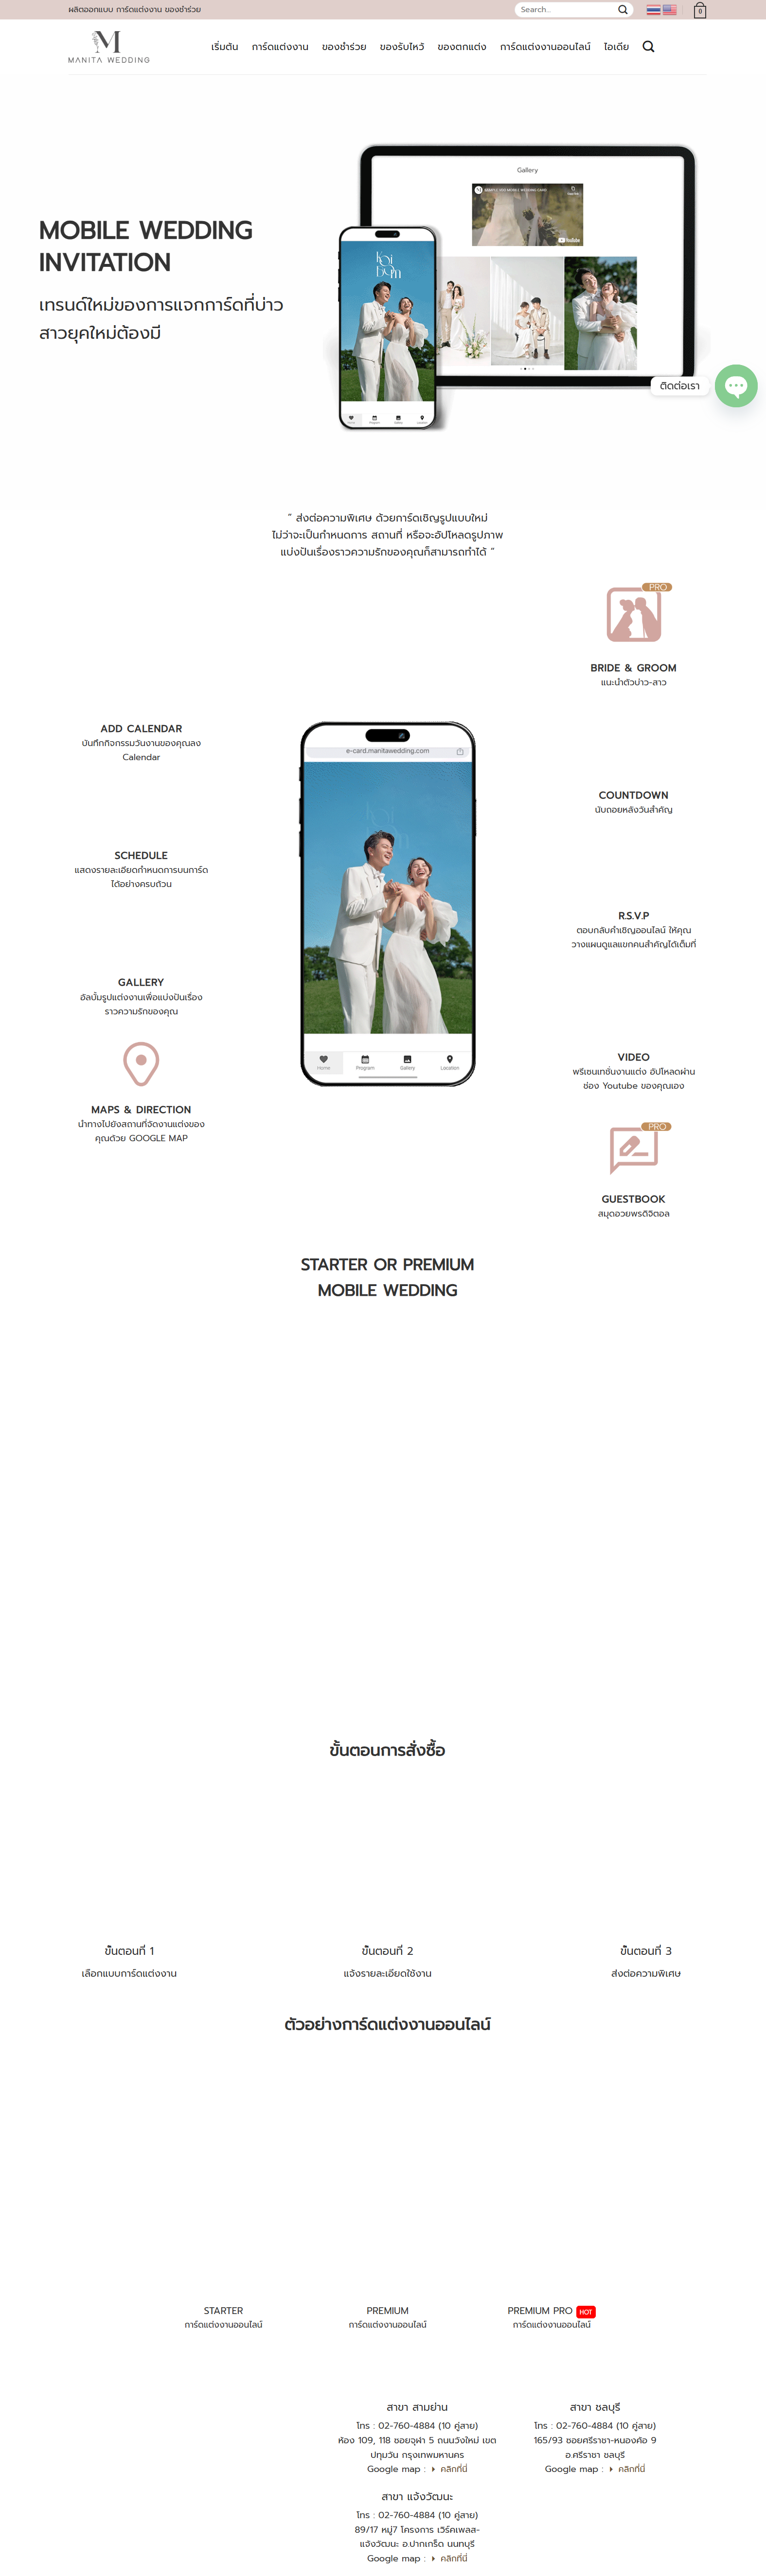 ผลิตออกแบบ การ์ดแต่งงาน ของชำร่วย
Search...
0
M
MANITA WEDDING
เริ่มต้น
การ์ดแต่งงาน
ของชำร่วย
ของรับไหว้
ของตกแต่ง
การ์ดแต่งงานออนไลน์
ไอเดีย
Gallery
YouTube
MOBILE WEDDING
INVITATION
เทรนด์ใหม่ของการแจกการ์ดที่บ่าว
สาวยุคใหม่ต้องมี
Home
Program
Gallery
Location
ติดต่อเรา
“ ส่งต่อความพิเศษ ด้วยการ์ดเชิญรูปแบบใหม่
ไม่ว่าจะเป็นกำหนดการ สถานที่ หรือจะอัปโหลดรูปภาพ
แบ่งปันเรื่องราวความรักของคุณก็สามารถทำได้ ”
PRO
BRIDE & GROOM
แนะนำตัวบ่าว-สาว
ADD CALENDAR
บันทึกกิจกรรมวันงานของคุณลง
Calendar
e-card.manitawedding.com
COUNTDOWN
นับถอยหลังวันสำคัญ
SCHEDULE
แสดงรายละเอียดกำหนดการบนการ์ด
ได้อย่างครบถ้วน
R.S.V.P
ตอบกลับคำเชิญออนไลน์ ให้คุณ
วางแผนดูแลแขกคนสำคัญได้เต็มที่
GALLERY
อัลบั้มรูปแต่งงานเพื่อแบ่งปันเรื่อง
ราวความรักของคุณ
Home
Program
Gallery
Location
VIDEO
พรีเซนเทชั่นงานแต่ง อัปโหลดผ่าน
ช่อง Youtube ของคุณเอง
MAPS & DIRECTION
นำทางไปยังสถานที่จัดงานแต่งของ
คุณด้วย GOOGLE MAP
PRO
GUESTBOOK
สมุดอวยพรดิจิตอล
STARTER OR PREMIUM
MOBILE WEDDING
ขั้นตอนการสั่งซื้อ
ขั้นตอนที่ 1
เลือกแบบการ์ดแต่งงาน
ขั้นตอนที่ 2
แจ้งรายละเอียดใช้งาน
ขั้นตอนที่ 3
ส่งต่อความพิเศษ
ตัวอย่างการ์ดแต่งงานออนไลน์
STARTER
การ์ดแต่งงานออนไลน์
PREMIUM
การ์ดแต่งงานออนไลน์
PREMIUM PRO HOT
การ์ดแต่งงานออนไลน์
สาขา สามย่าน
โทร : 02-760-4884 (10 คู่สาย)
ห้อง 109, 118 ซอยจุฬา 5 ถนนวังใหม่ เขต
ปทุมวัน กรุงเทพมหานคร
Google map : คลิกที่นี่
สาขา ชลบุรี
โทร : 02-760-4884 (10 คู่สาย)
165/93 ซอยศรีราชา-หนองค้อ 9
อ.ศรีราชา ชลบุรี
Google map : คลิกที่นี่
สาขา แจ้งวัฒนะ
โทร : 02-760-4884 (10 คู่สาย)
89/17 หมู่7 โครงการ เวิร์คเพลส-
แจ้งวัฒนะ อ.ปากเกร็ด นนทบุรี
Google map : คลิกที่นี่